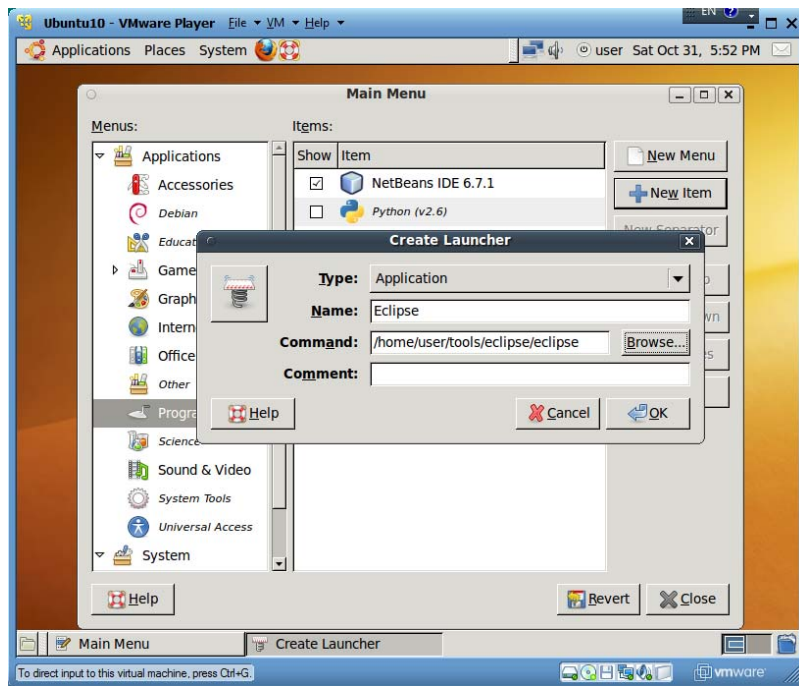 Ubuntu10 - VMware Player File VM Help EN
Applications Places System user Sat Oct 31, 5:52 PM
Main Menu
Menus: Items:
Applications Show Item New Menu
Accessories NetBeans IDE 6.7.1 New Item
Debian Python (v2.6)
Educat Create Launcher
Game Type: Application
Graph Name: Eclipse
Intern Command: /home/user/tools/eclipse/eclipse Browse...
Office Comment:
Other
Progra Help Cancel OK
Science
Sound & Video
System Tools
Universal Access
System
Help Revert Close
Main Menu Create Launcher
To direct input to this virtual machine, press Ctrl+G. vmware